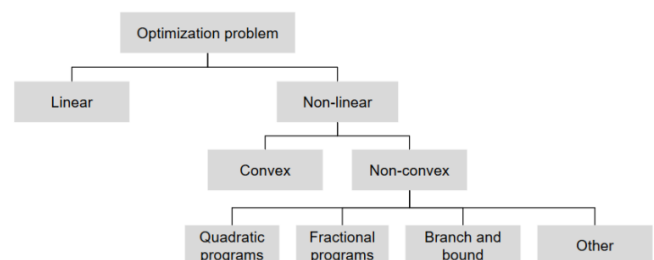 Optimization problem
Linear
Non-linear
Convex
Non-convex
Quadratic
programs
Fractional
programs
Branch and
bound
Other